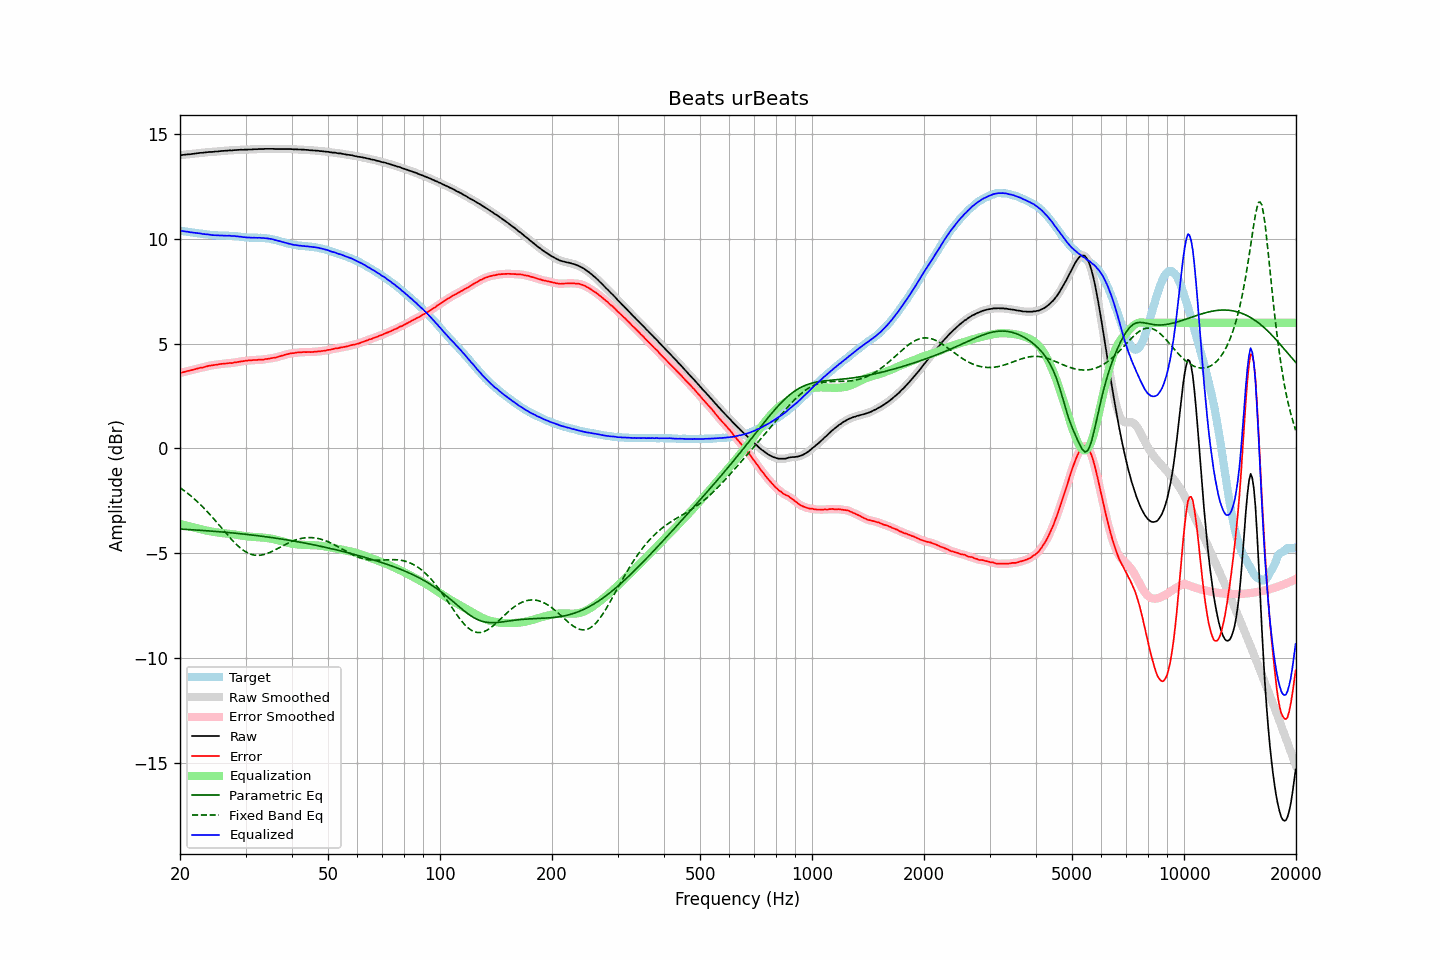 Beats urBeats
15
10
5
0
−5
−10
−15
Amplitude (dBr)
Target
Raw Smoothed
Error Smoothed
Raw
Error
Equalization
Parametric Eq
Fixed Band Eq
Equalized
20 50 100 200 500 1000 2000 5000 10000 20000
Frequency (Hz)